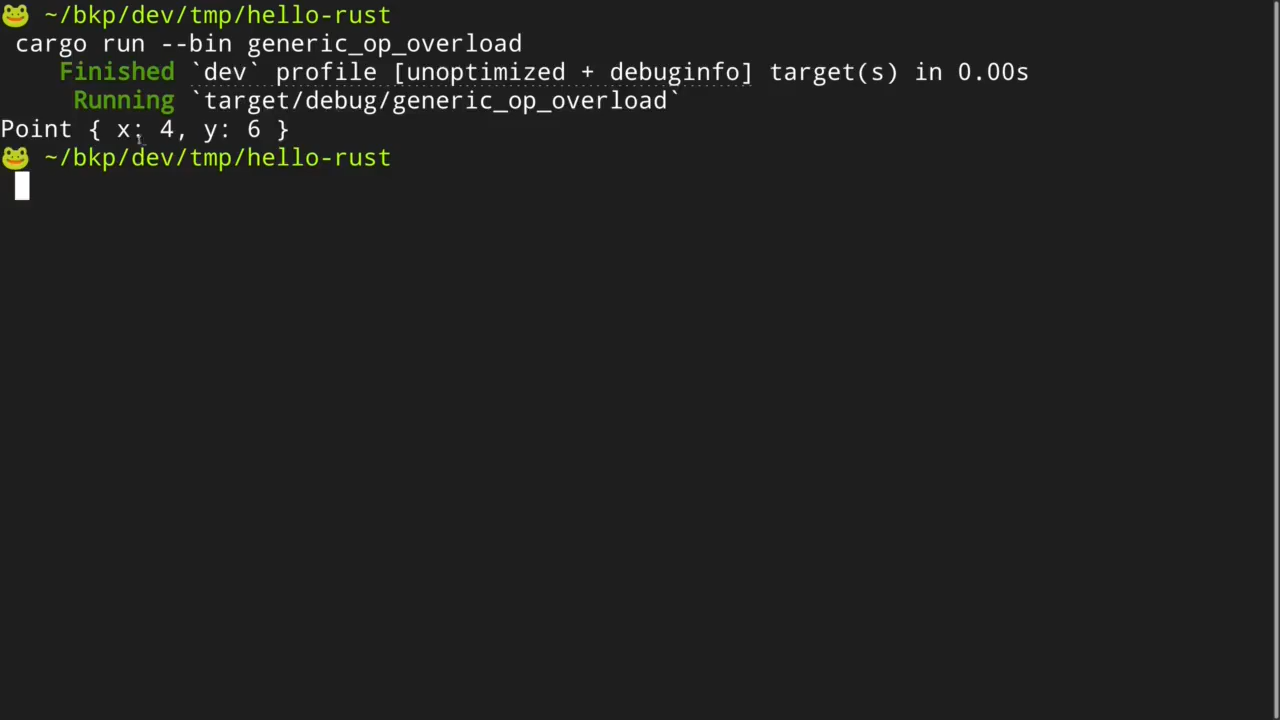 🐸 ~/bkp/dev/tmp/hello-rust
cargo run --bin generic_op_overload
Finished `dev` profile [unoptimized + debuginfo] target(s) in 0.00s
Running `target/debug/generic_op_overload`
Point { x: 4, y: 6 }
🐸 ~/bkp/dev/tmp/hello-rust